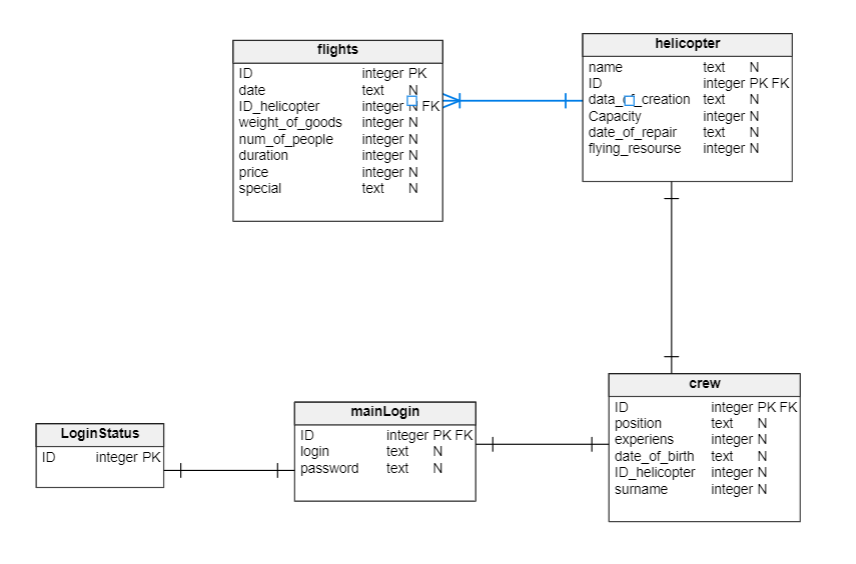 flights
ID integer PK
date text N
ID_helicopter integer N FK
weight_of_goods integer N
num_of_people integer N
duration integer N
price integer N
special text N
helicopter
name text N
ID integer PK FK
data_of_creation text N
Capacity integer N
date_of_repair text N
flying_resourse integer N
crew
ID integer PK FK
position text N
experiens integer N
date_of_birth text N
ID_helicopter integer N
surname integer N
mainLogin
ID integer PK FK
login text N
password text N
LoginStatus
ID integer PK